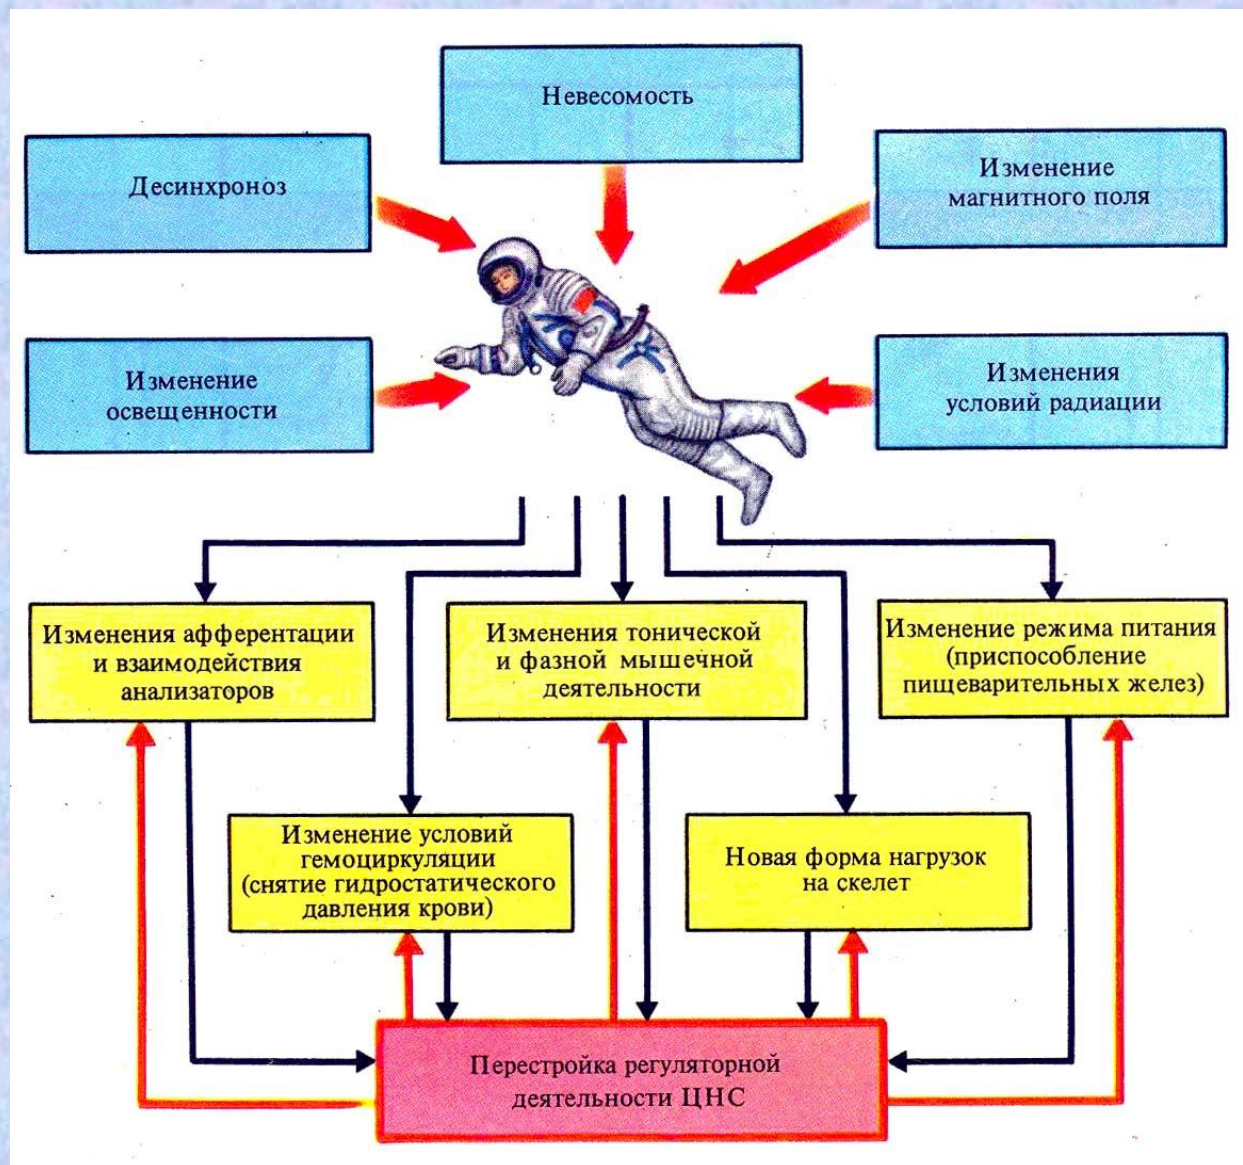 Невесомость
Десинхроноз
Изменение
магнитного поля
Изменение
освещенности
Изменения
условий радиации
Изменения афферентации
и взаимодействия
анализаторов
Изменения тонической
и фазной мышечной
деятельности
Изменение режима питания
(приспособление
пищеварительных желез)
Изменение условий
гемоциркуляции
(снятие гидростатического
давления крови)
Новая форма нагрузок
на скелет
Перестройка регуляторной
деятельности ЦНС